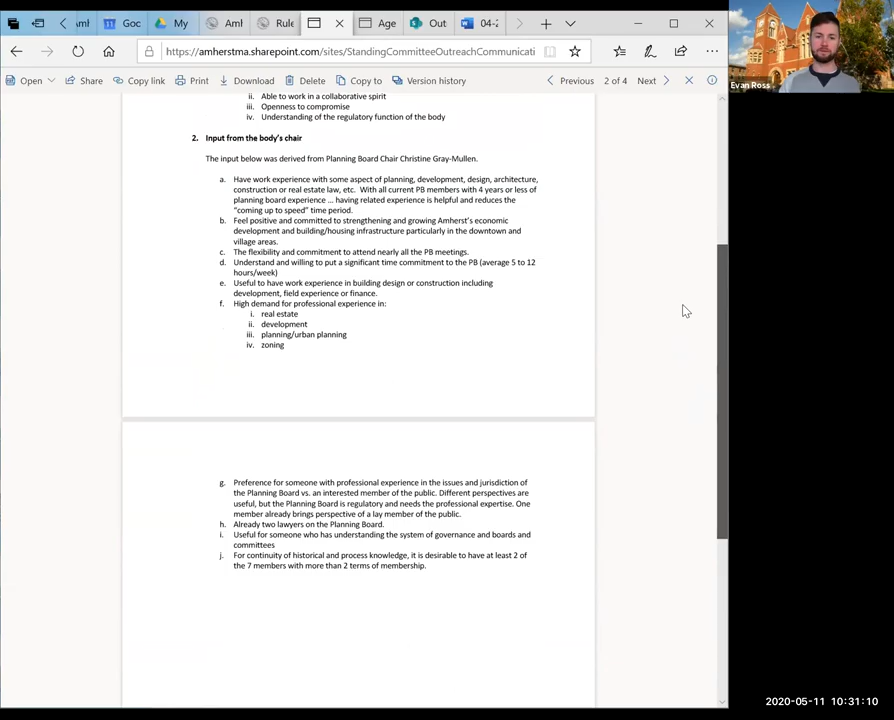 Goc
My
Aml
Rule
Age
Out
04-2
https://amherstma.sharepoint.com/sites/StandingCommitteeOutreachCommunicati
Open
Share
Copy link
Print
Download
Delete
Copy to
Version history
Previous
2 of 4
Next
Evan Ross
ii. Able to work in a collaborative spirit
iii. Openness to compromise
iv. Understanding of the regulatory function of the body
2. Input from the body's chair
The input below was derived from Planning Board Chair Christine Gray-Mullen.
a. Have work experience with some aspect of planning, development, design, architecture,
construction or real estate law, etc. With all current PB members with 4 years or less of
planning board experience ... having related experience is helpful and reduces the
"coming up to speed" time period.
b. Feel positive and committed to strengthening and growing Amherst's economic
development and building/housing infrastructure particularly in the downtown and
village areas.
c. The flexibility and commitment to attend nearly all the PB meetings.
d. Understand and willing to put a significant time commitment to the PB (average 5 to 12
hours/week)
e. Useful to have work experience in building design or construction including
development, field experience or finance.
f. High demand for professional experience in:
i. real estate
ii. development
iii. planning/urban planning
iv. zoning
g. Preference for someone with professional experience in the issues and jurisdiction of
the Planning Board vs. an interested member of the public. Different perspectives are
useful, but the Planning Board is regulatory and needs the professional expertise. One
member already brings perspective of a lay member of the public.
h. Already two lawyers on the Planning Board.
i. Useful for someone who has understanding the system of governance and boards and
committees
j. For continuity of historical and process knowledge, it is desirable to have at least 2 of
the 7 members with more than 2 terms of membership.
2020-05-11 10:31:10